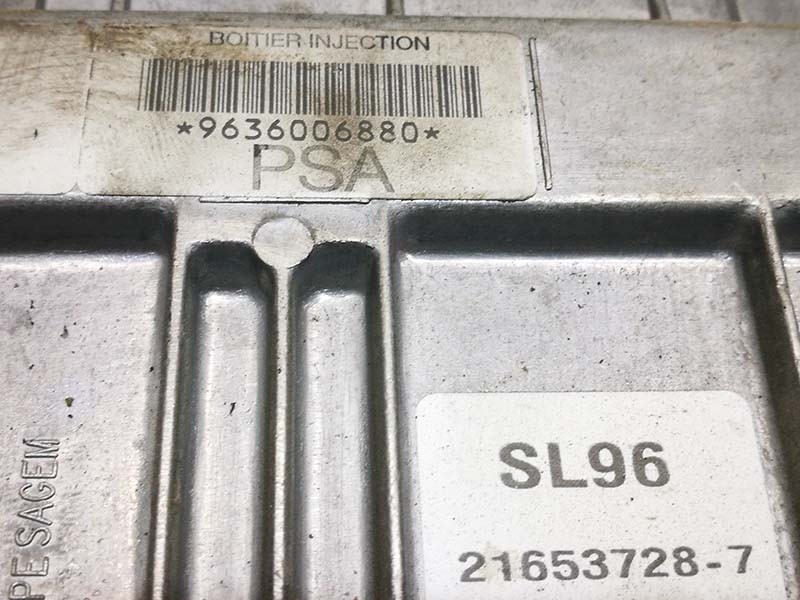 BOITIER INJECTION
*9636006880*
PSA
SL96
21653728-7
PE SAGEM